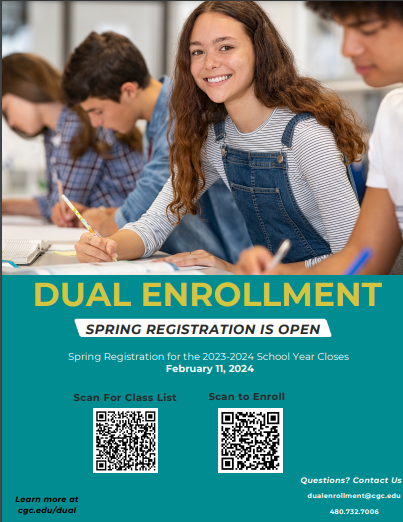 DUAL ENROLLMENT
SPRING REGISTRATION IS OPEN
Spring Registration for the 2023-2024 School Year Closes
February 11, 2024
Scan For Class List
Scan to Enroll
Questions? Contact Us
dualenrollment@cgc.edu
480.732.7006
Learn more at
cgc.edu/dual